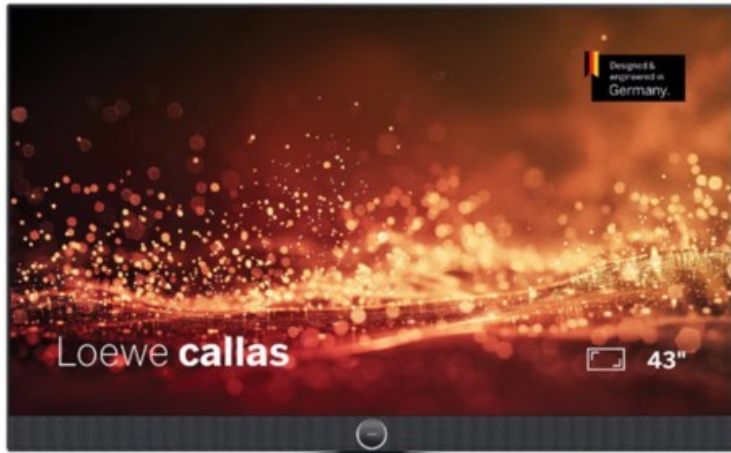 Designed &
engineered in
Germany.
Loewe callas
43"